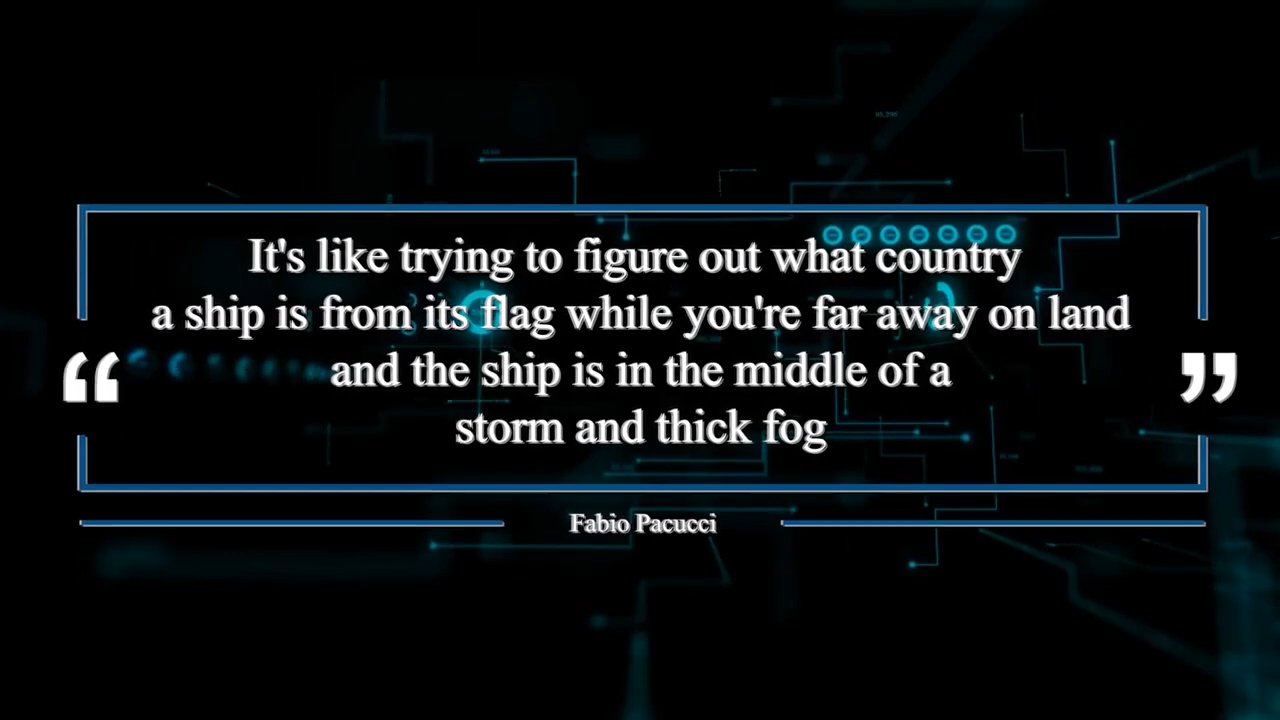 It's like trying to figure out what country
a ship is from its flag while you're far away on land
“ and the ship is in the middle of a ”
storm and thick fog
Fabio Pacucci